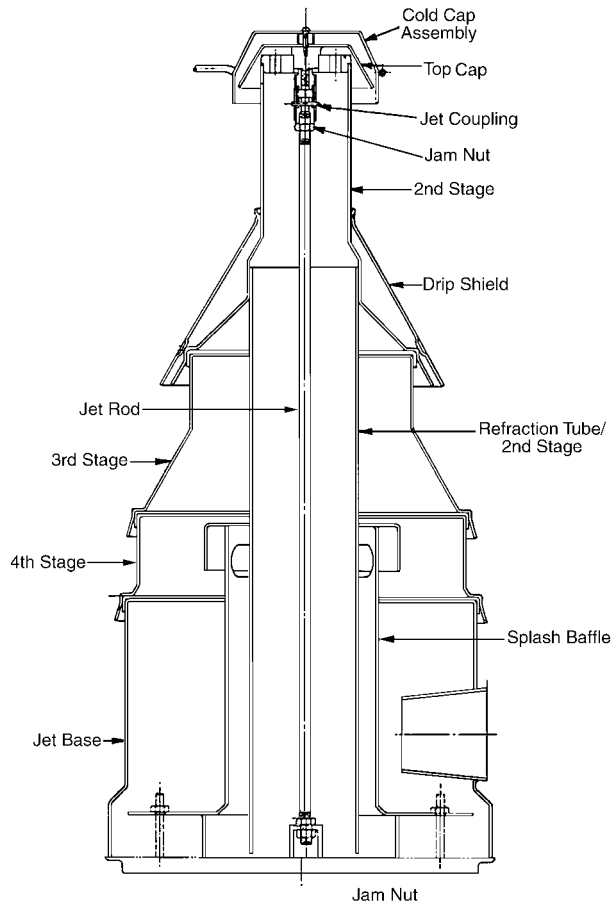 Cold Cap
Assembly
Top Cap
Jet Coupling
Jam Nut
2nd Stage
Drip Shield
Jet Rod
Refraction Tube/
2nd Stage
3rd Stage
4th Stage
Splash Baffle
Jet Base
Jam Nut